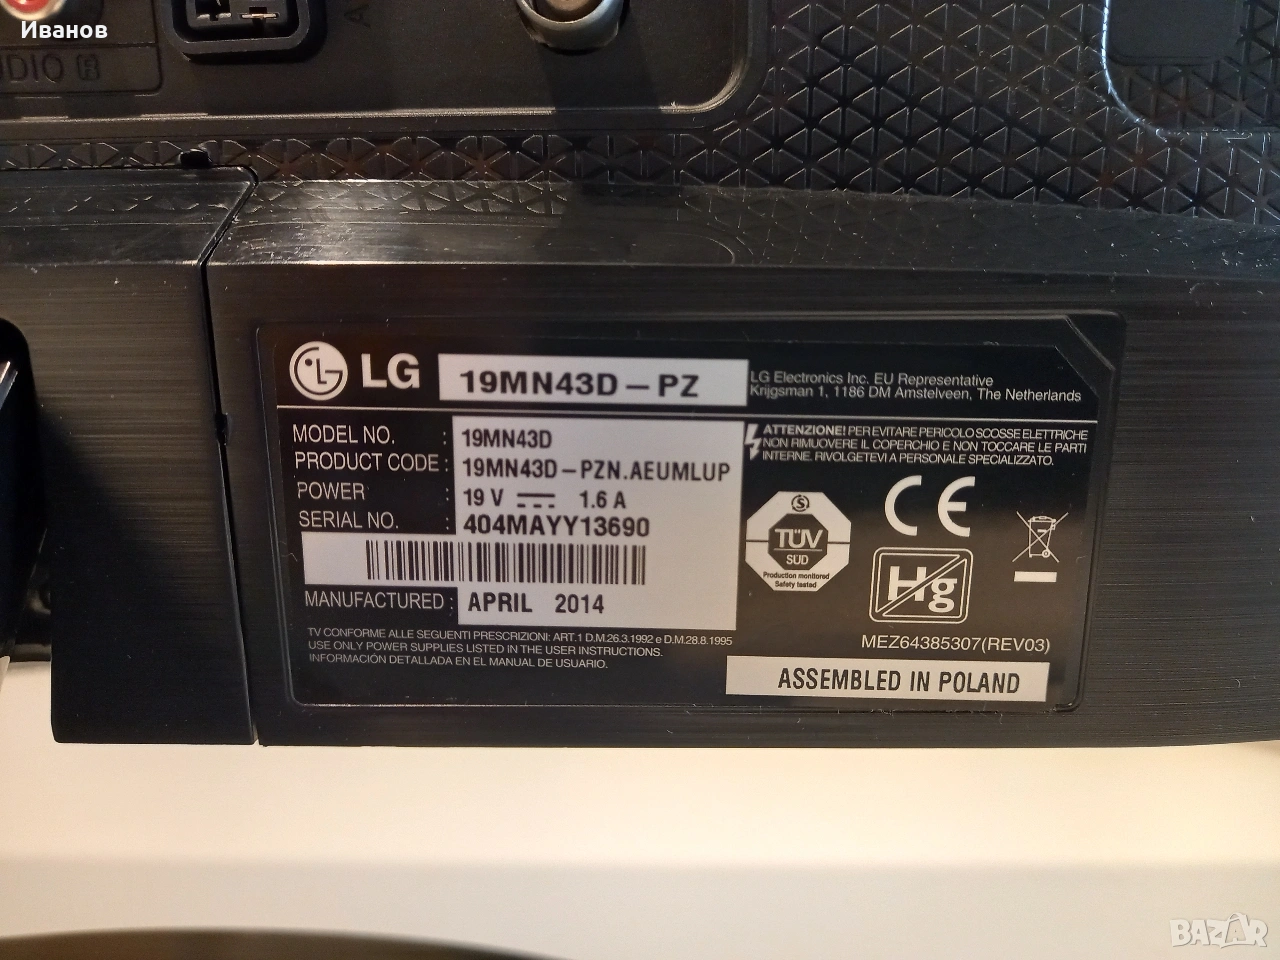 Иванов
UDIO R
A
LG
19MN43D – PZ
LG Electronics Inc. EU Representative
Krijgsman 1, 1186 DM Amstelveen, The Netherlands
MODEL NO. : 19MN43D
PRODUCT CODE : 19MN43D – PZN.AEUMLUP
POWER : 19 V ⎓ 1.6 A
SERIAL NO. : 404MAYY13690
MANUFACTURED : APRIL 2014
TV CONFORME ALLE SEGUENTI PRESCRIZIONI: ART.1 D.M.26.3.1992 e D.M.28.8.1995
USE ONLY POWER SUPPLIES LISTED IN THE USER INSTRUCTIONS.
INFORMACIÓN DETALLADA EN EL MANUAL DE USUARIO.
ATTENZIONE! PER EVITARE PERICOLO SCOSSE ELETTRICHE
NON RIMUOVERE IL COPERCHIO E NON TOCCARE LE PARTI
INTERNE. RIVOLGETEVI A PERSONALE SPECIALIZZATO.
S
TÜV
SÜD
Production monitored
Safety tested
CE
Hg
MEZ64385307(REV03)
ASSEMBLED IN POLAND
BAZAR